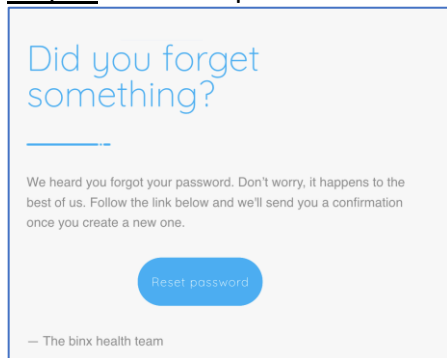 Did you forget
something?
We heard you forgot your password. Don't worry, it happens to the
best of us. Follow the link below and we'll send you a confirmation
once you create a new one.
Reset password
— The binx health team